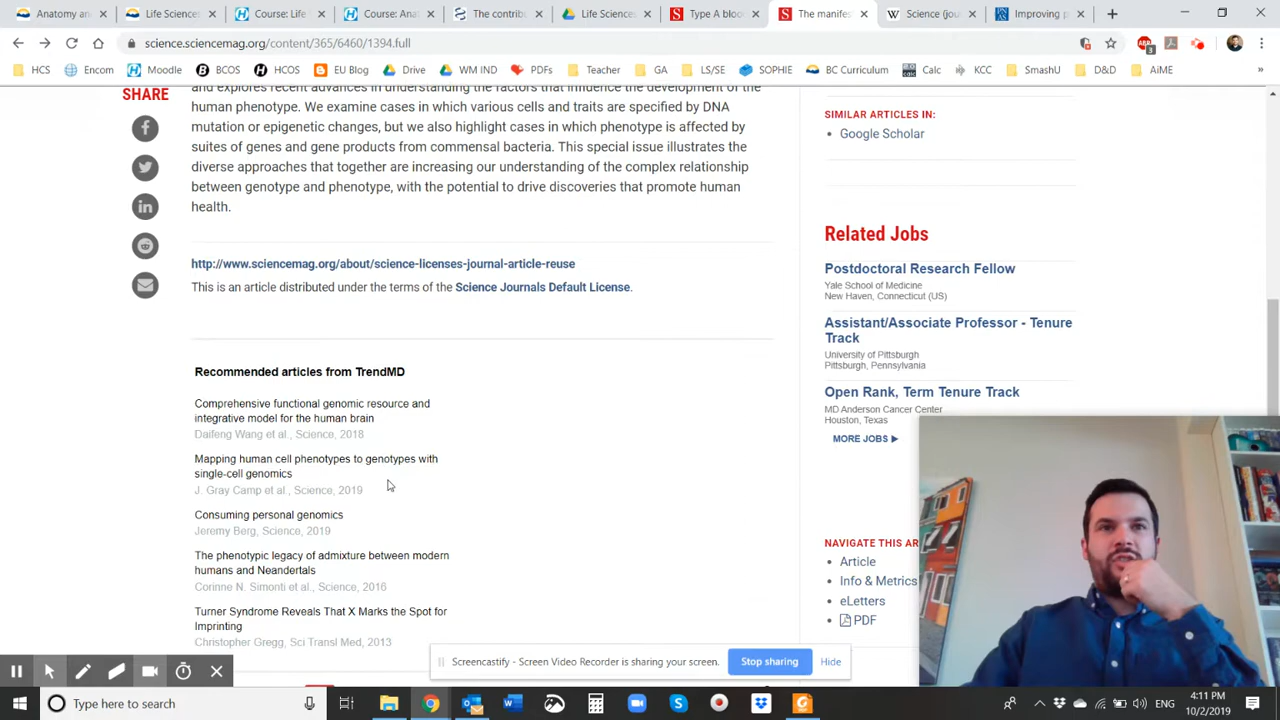 Anatomy an
Life Sciences
Course: Life
Course: Ana
The contrib
Life Sciences
Type A bloo
The manifes
Science (jou
Improving p
science.sciencemag.org/content/365/6460/1394.full
HCS
Encom
Moodle
BCOS
HCOS
EU Blog
Drive
WM IND
PDFs
Teacher
GA
LS/SE
SOPHIE
BC Curriculum
Calc
KCC
SmashU
D&D
AiME
SHARE
and explores recent advances in understanding the factors that influence the development of the
human phenotype. We examine cases in which various cells and traits are specified by DNA
mutation or epigenetic changes, but we also highlight cases in which phenotype is affected by
suites of genes and gene products from commensal bacteria. This special issue illustrates the
diverse approaches that together are increasing our understanding of the complex relationship
between genotype and phenotype, with the potential to drive discoveries that promote human
health.
http://www.sciencemag.org/about/science-licenses-journal-article-reuse
This is an article distributed under the terms of the Science Journals Default License.
Recommended articles from TrendMD
Comprehensive functional genomic resource and
integrative model for the human brain
Daifeng Wang et al., Science, 2018
Mapping human cell phenotypes to genotypes with
single-cell genomics
J. Gray Camp et al., Science, 2019
Consuming personal genomics
Jeremy Berg, Science, 2019
The phenotypic legacy of admixture between modern
humans and Neandertals
Corinne N. Simonti et al., Science, 2016
Turner Syndrome Reveals That X Marks the Spot for
Imprinting
Christopher Gregg, Sci Transl Med, 2013
SIMILAR ARTICLES IN:
Google Scholar
Related Jobs
Postdoctoral Research Fellow
Yale School of Medicine
New Haven, Connecticut (US)
Assistant/Associate Professor - Tenure
Track
University of Pittsburgh
Pittsburgh, Pennsylvania
Open Rank, Term Tenure Track
MD Anderson Cancer Center
Houston, Texas
MORE JOBS
NAVIGATE THIS AR
Article
Info & Metrics
eLetters
PDF
Screencastify - Screen Video Recorder is sharing your screen.
Stop sharing
Hide
Type here to search
ENG
4:11 PM
10/2/2019